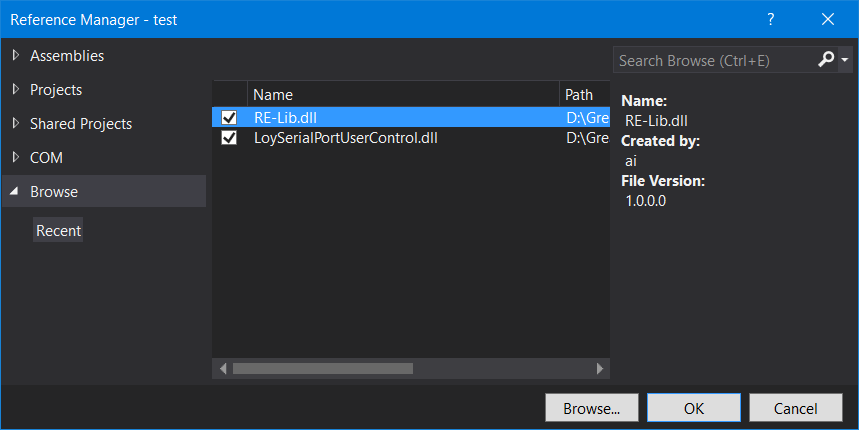 Reference Manager - test
?
Assemblies
Projects
Shared Projects
COM
Browse
Recent
Name Path
RE-Lib.dll D:\Gre
LoySerialPortUserControl.dll D:\Gre
Search Browse (Ctrl+E)
Name:
RE-Lib.dll
Created by:
ai
File Version:
1.0.0.0
Browse... OK Cancel